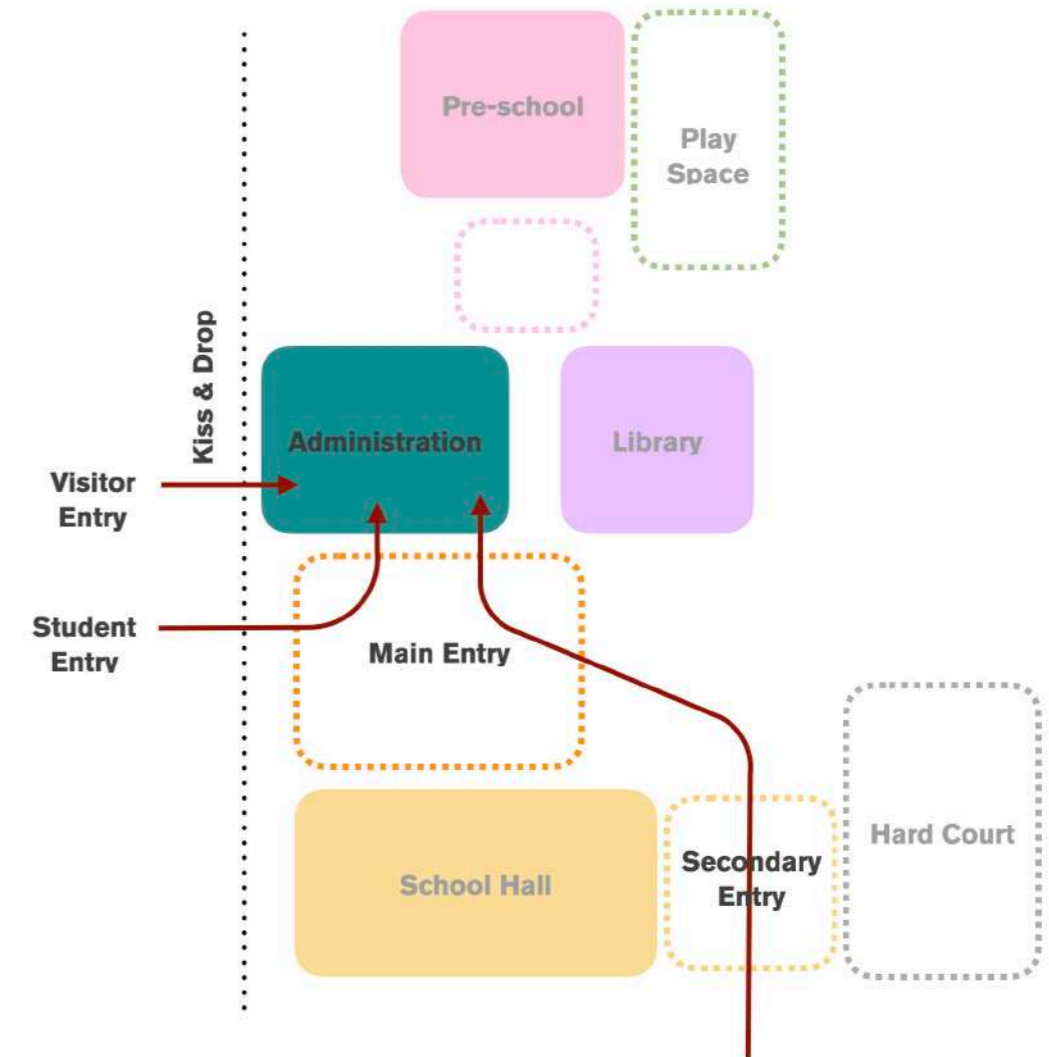 Pre-school
Play
Space
Kiss & Drop
Administration
Library
Visitor
Entry
Student
Entry
Main Entry
Hard Court
Secondary
Entry
School Hall